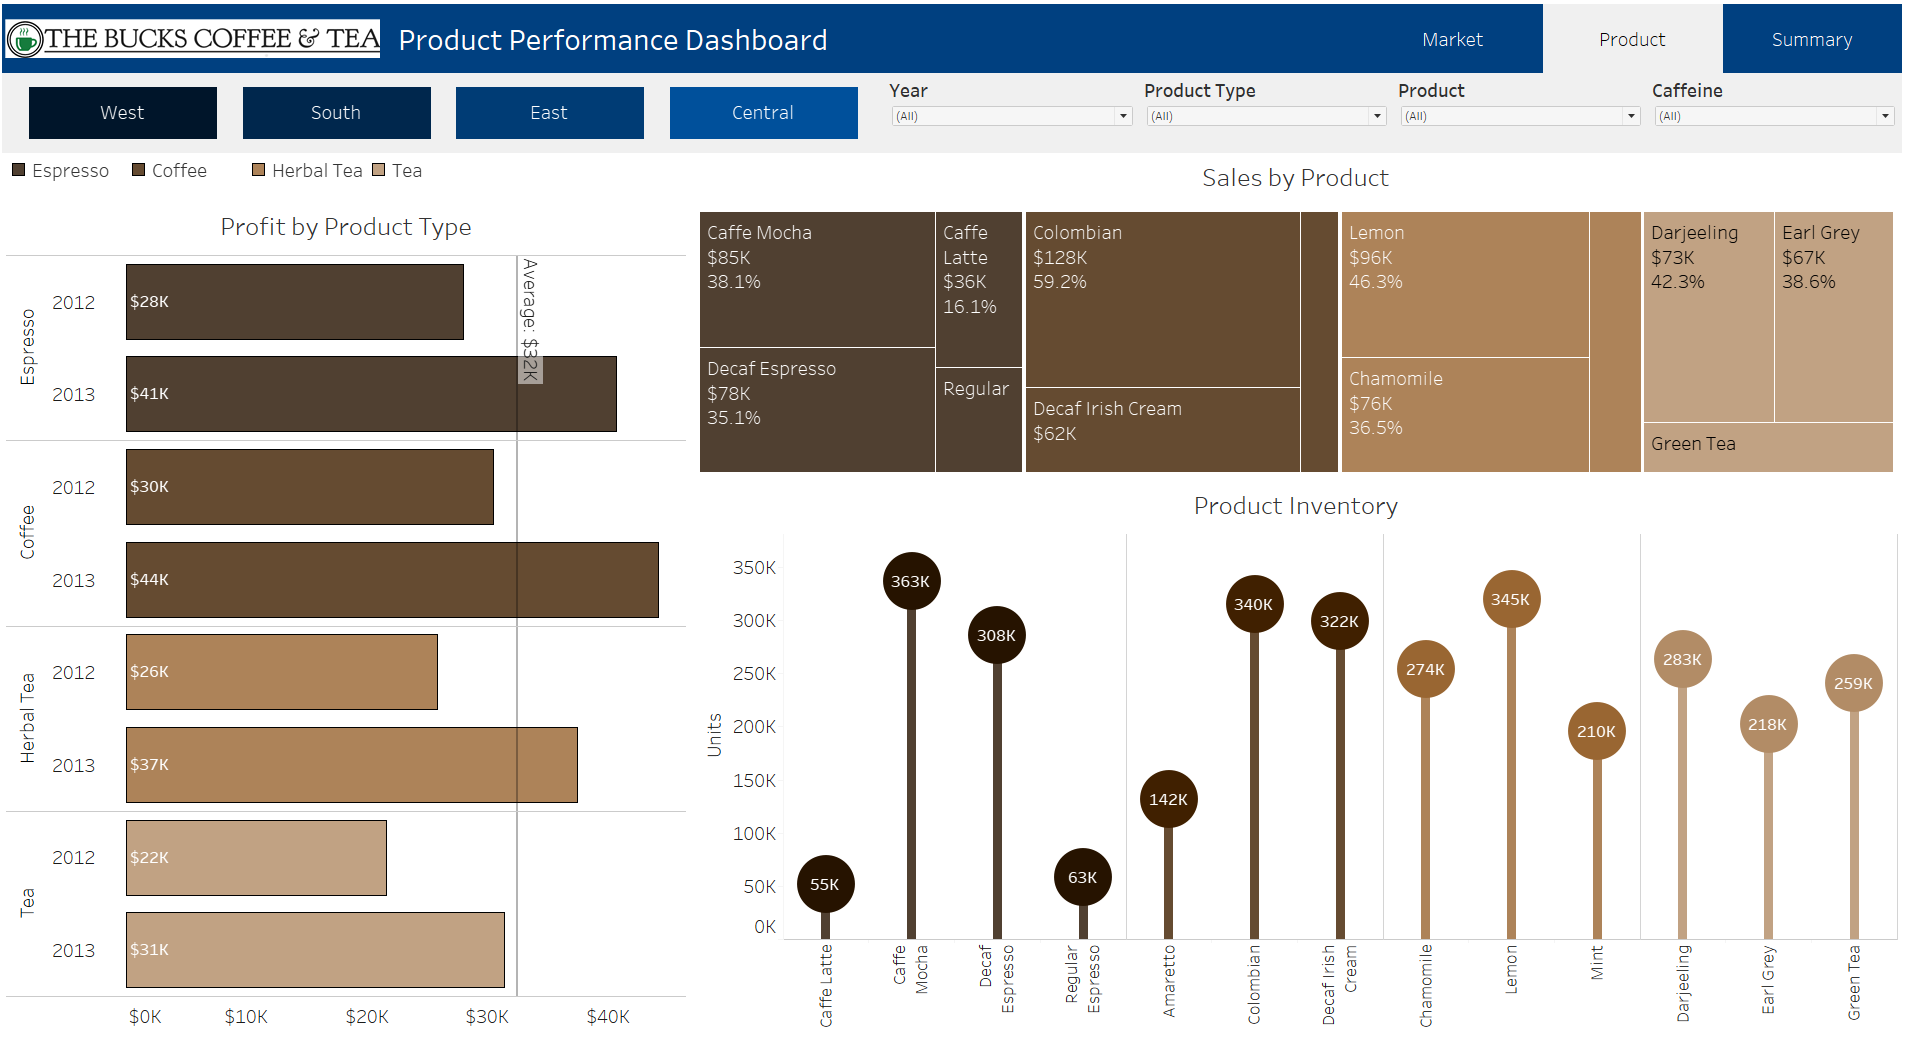 THE BUCKS COFFEE & TEA
Product Performance Dashboard
Market
Product
Summary
West
South
East
Central
Year
(All)
Product Type
(All)
Product
(All)
Caffeine
(All)
Espresso
Coffee
Herbal Tea
Tea
Profit by Product Type
Average: $32K
Espresso
2012
$28K
2013
$41K
Coffee
2012
$30K
2013
$44K
Herbal Tea
2012
$26K
2013
$37K
Tea
2012
$22K
2013
$31K
$0K
$10K
$20K
$30K
$40K
Sales by Product
Caffe Mocha
$85K
38.1%
Decaf Espresso
$78K
35.1%
Caffe
Latte
$36K
16.1%
Regular
Colombian
$128K
59.2%
Decaf Irish Cream
$62K
Lemon
$96K
46.3%
Chamomile
$76K
36.5%
Darjeeling
$73K
42.3%
Earl Grey
$67K
38.6%
Green Tea
Product Inventory
Units
350K
300K
250K
200K
150K
100K
50K
0K
55K
363K
308K
63K
142K
340K
322K
274K
345K
210K
283K
218K
259K
Caffe Latte
Caffe
Mocha
Decaf
Espresso
Regular
Espresso
Amaretto
Colombian
Decaf Irish
Cream
Chamomile
Lemon
Mint
Darjeeling
Earl Grey
Green Tea